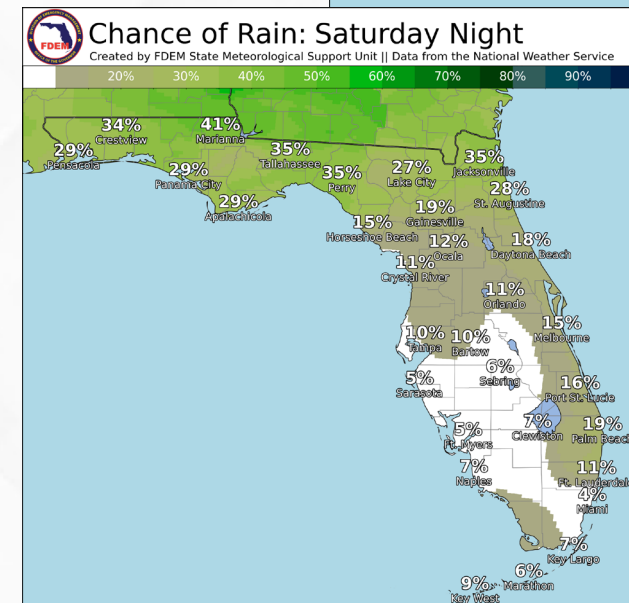 FDEM
Chance of Rain: Saturday Night
Created by FDEM State Meteorological Support Unit || Data from the National Weather Service
20% 30% 40% 50% 60% 70% 80% 90%
34%
Crestview
41%
Marianna
29%
Pensacola
29%
Panama City
35%
Tallahassee
35%
Perry
27%
Lake City
35%
Jacksonville
28%
St. Augustine
29%
Apalachicola
19%
Gainesville
15%
Horseshoe Beach
12%
Ocala
18%
Daytona Beach
11%
Crystal River
11%
Orlando
15%
Melbourne
10%
Tampa
10%
Bartow
6%
Sebring
5%
Sarasota
16%
Port St. Lucie
7%
Clewiston
19%
Palm Beach
5%
Ft. Myers
7%
Naples
11%
Ft. Lauderdale
4%
Miami
7%
Key Largo
6%
Marathon
9%
Key West